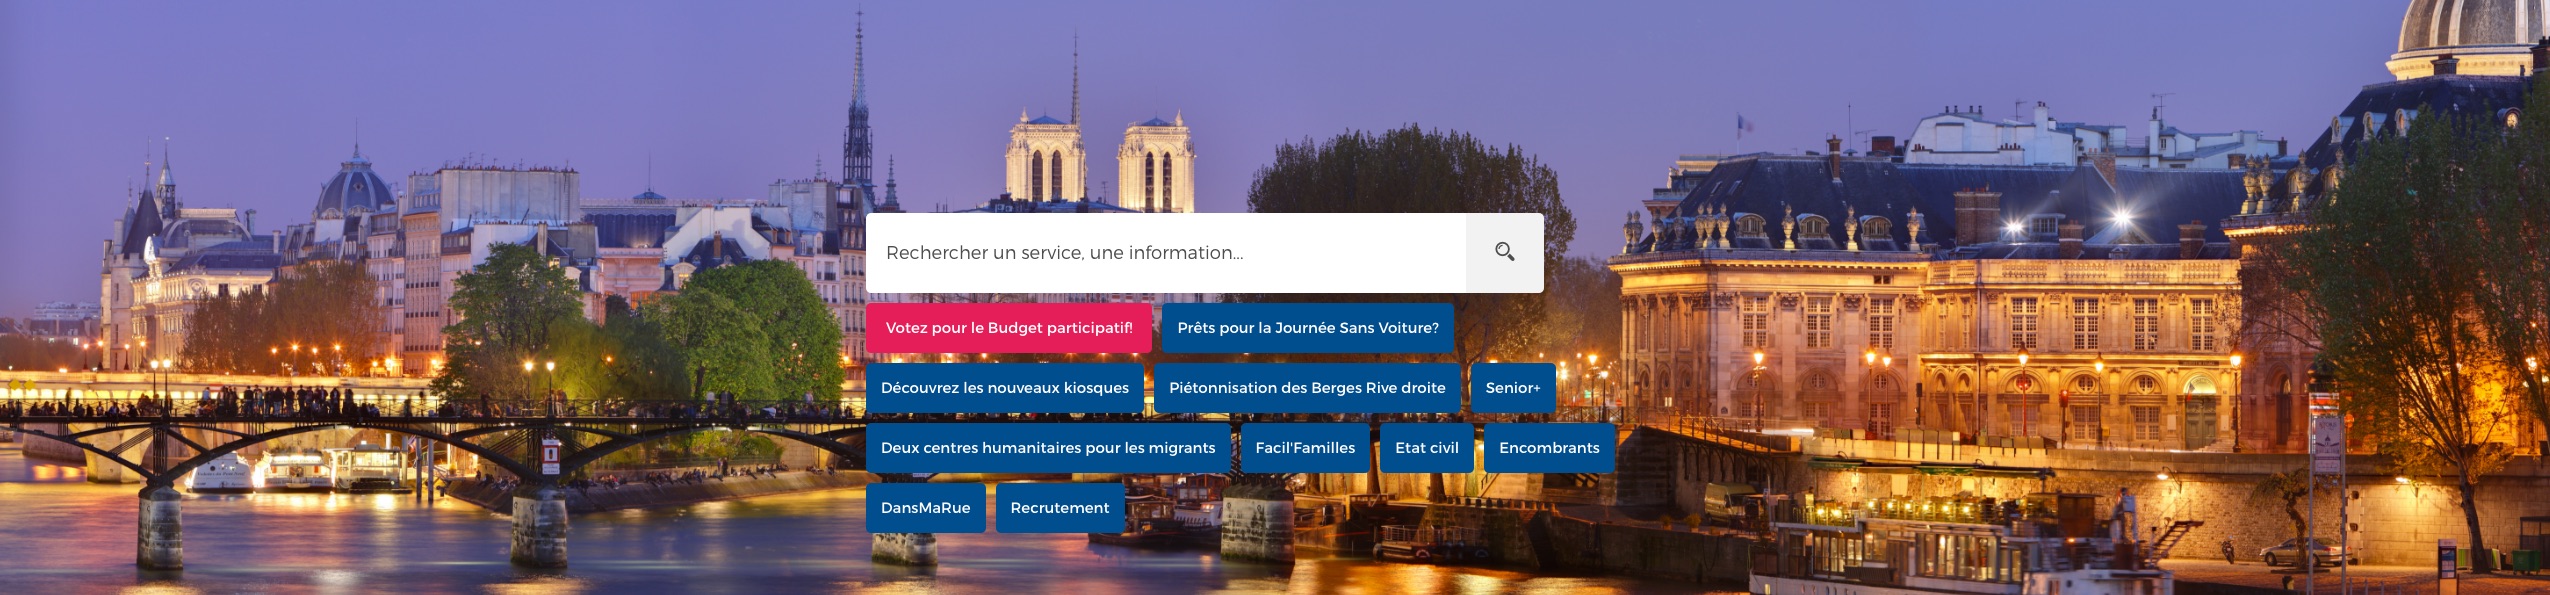 Rechercher un service, une information...
Votez pour le Budget participatif!
Prêts pour la Journée Sans Voiture?
Découvrez les nouveaux kiosques
Piétonnisation des Berges Rive droite
Senior+
Deux centres humanitaires pour les migrants
Facil'Familles
Etat civil
Encombrants
DansMaRue
Recrutement